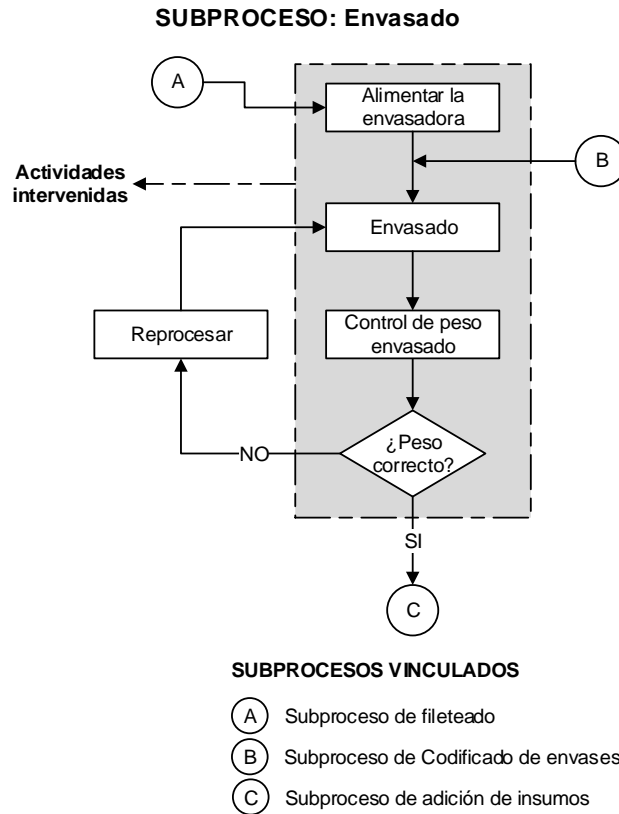 SUBPROCESO: Envasado
A
Alimentar la
envasadora
B
Actividades
intervenidas
Envasado
Reprocesar
Control de peso
envasado
¿Peso
correcto?
NO
SI
C
SUBPROCESOS VINCULADOS
A Subproceso de fileteado
B Subproceso de Codificado de envases
C Subproceso de adición de insumos